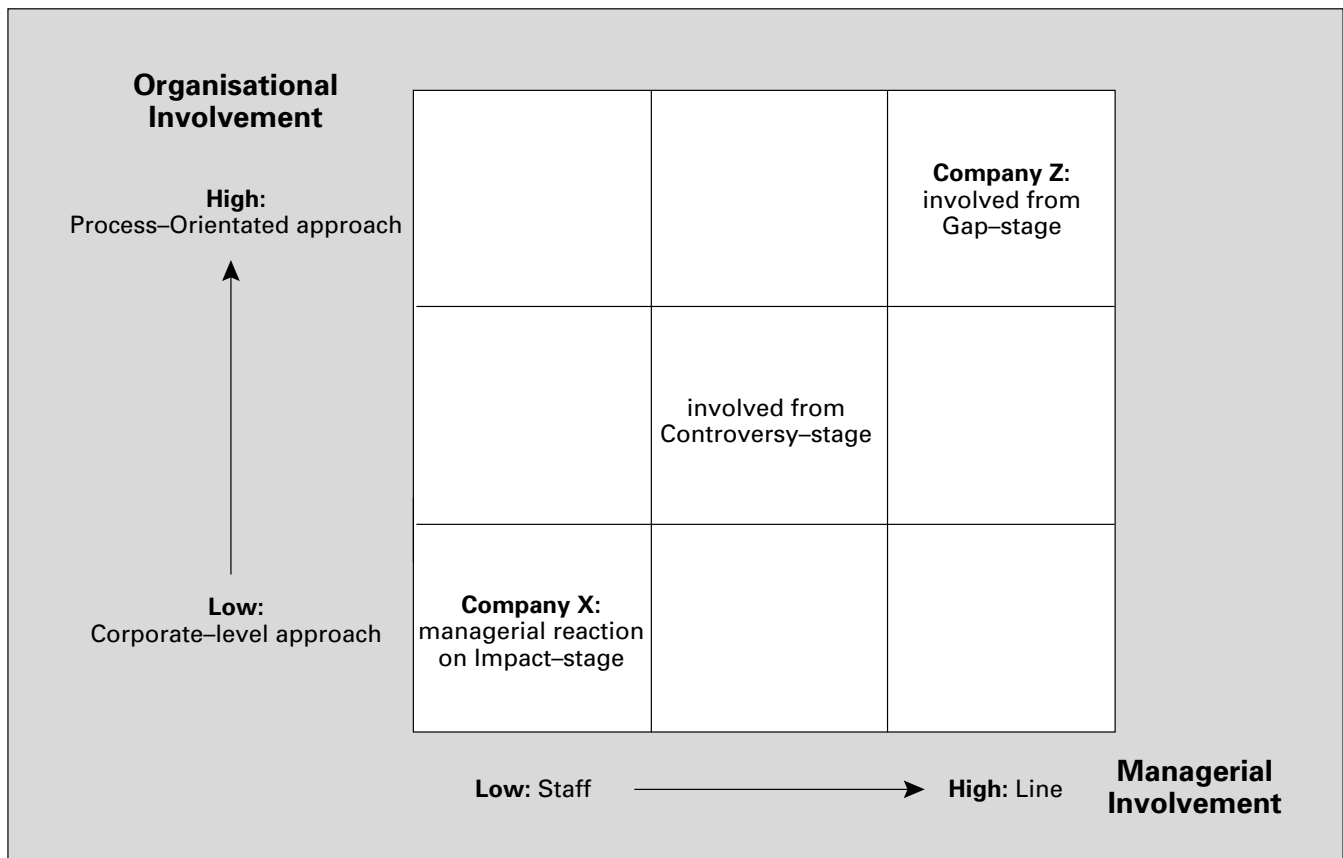 Organisational
Involvement
High:
Process–Orientated approach
Low:
Corporate–level approach
Company Z:
involved from
Gap–stage
involved from
Controversy–stage
Company X:
managerial reaction
on Impact–stage
Low: Staff
High: Line
Managerial
Involvement